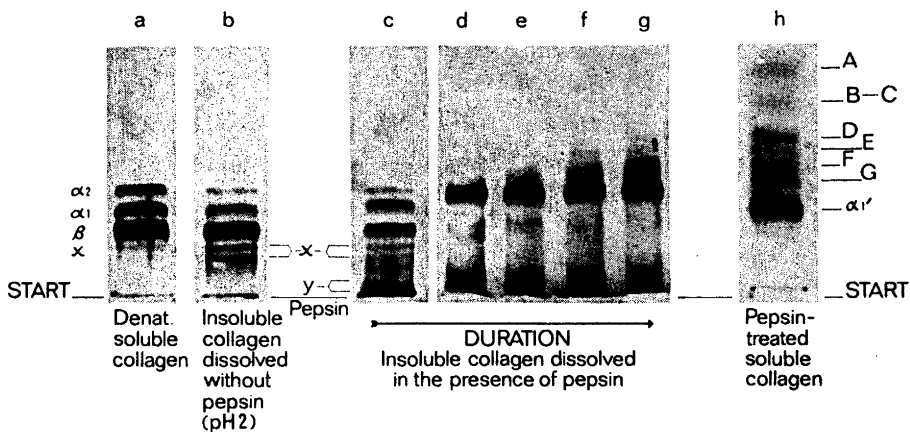 a b c d e f g h
A
B-C
D
E
F
G
α1'
START
α2
α1
β
x
START
-x-
y-
Pepsin
Denat.
soluble
collagen
Insoluble
collagen
dissolved
without
pepsin
(pH2)
DURATION
Insoluble collagen dissolved
in the presence of pepsin
Pepsin-
treated
soluble
collagen